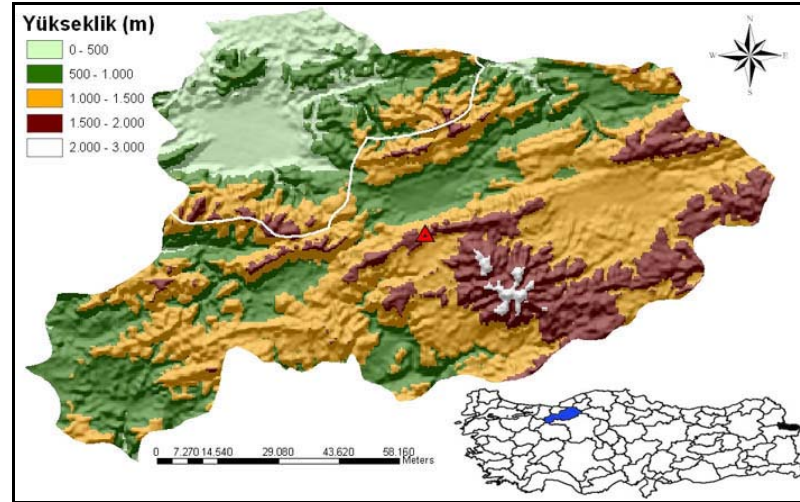 Yükseklik (m)
0 - 500
500 - 1.000
1.000 - 1.500
1.500 - 2.000
2.000 - 3.000
N
W E
S
0 7.270 14.540 29.080 43.620 58.160
Meters